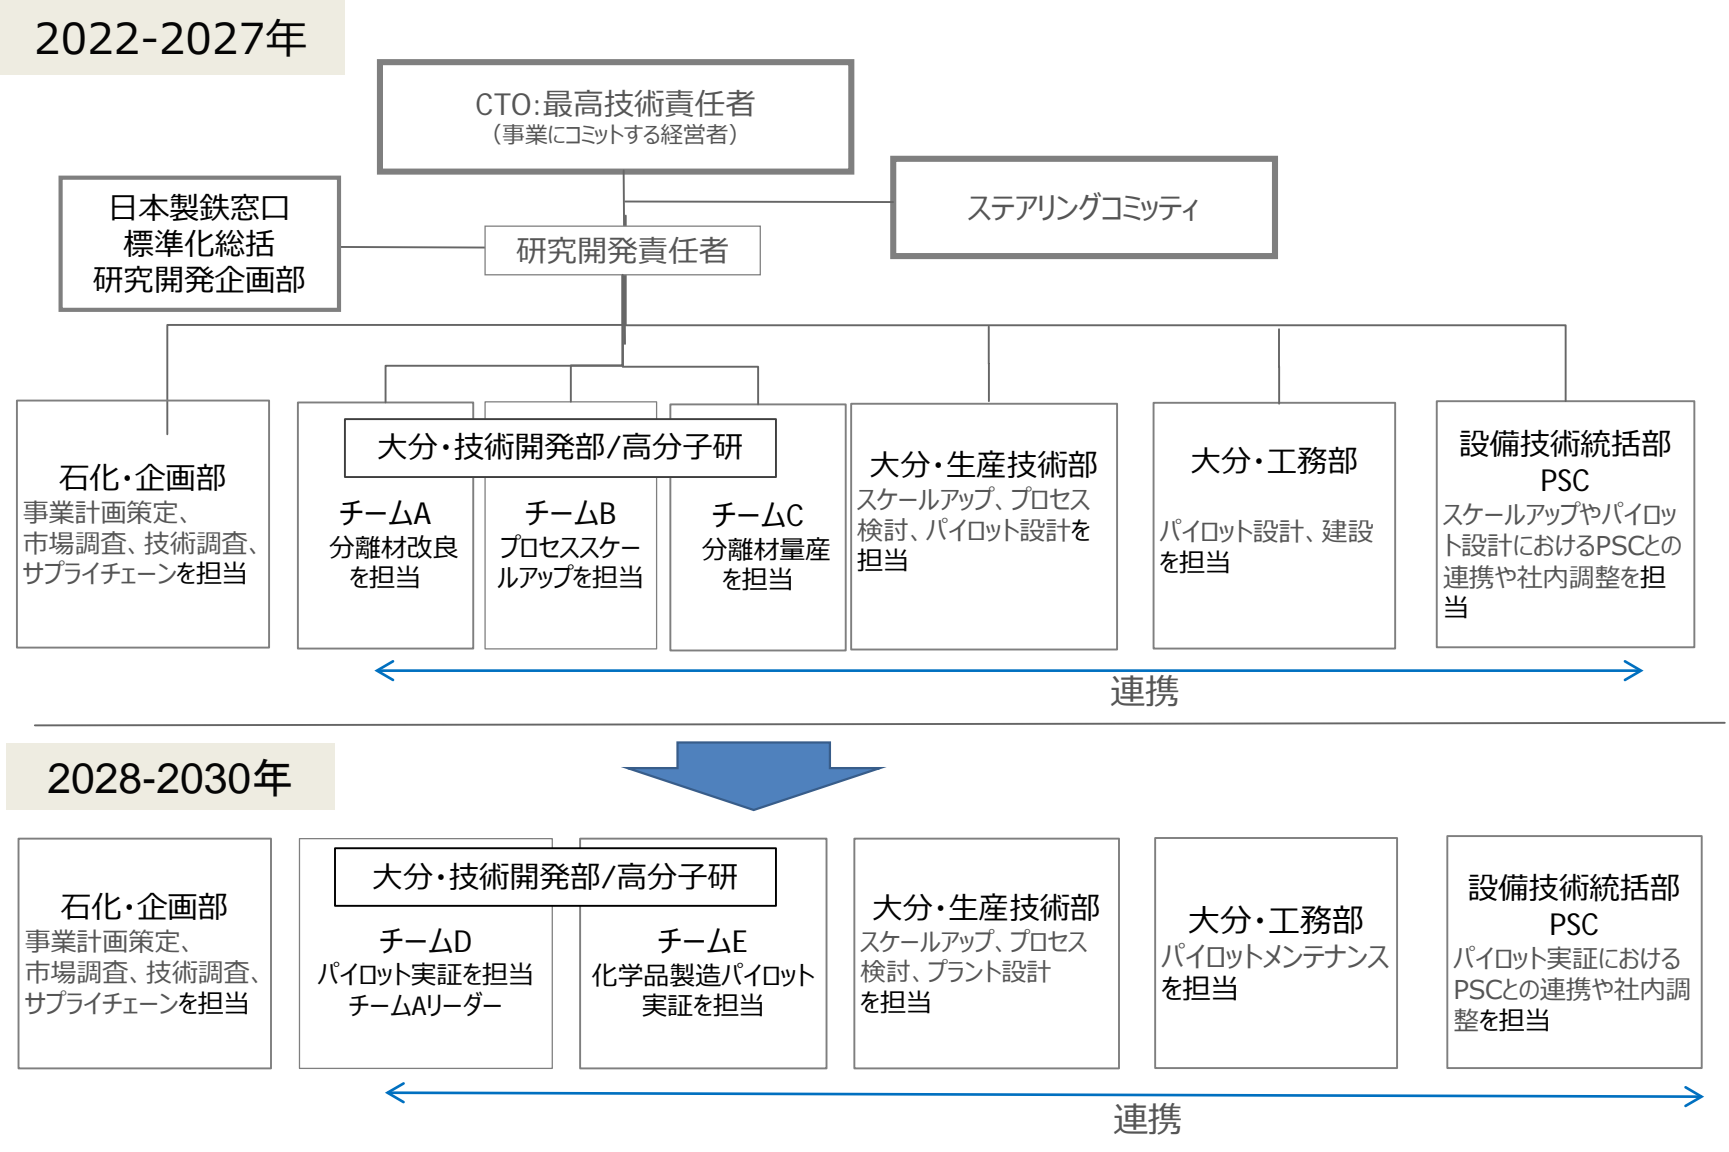 2022-2027年
CTO:最高技術責任者
（事業にコミットする経営者）
ステアリングコミッティ
日本製鉄窓口
標準化総括
研究開発企画部
研究開発責任者
石化・企画部
事業計画策定、
市場調査、技術調査、
サプライチェーンを担当
大分・技術開発部/高分子研
チームA
分離材改良
を担当
チームB
プロセススケー
ルアップを担当
チームC
分離材量産
を担当
大分・生産技術部
スケールアップ、プロセス
検討、パイロット設計を
担当
大分・工務部
パイロット設計、建設
を担当
設備技術統括部
PSC
スケールアップやパイロッ
ト設計におけるPSCとの
連携や社内調整を担
当
連携
2028-2030年
石化・企画部
事業計画策定、
市場調査、技術調査、
サプライチェーンを担当
大分・技術開発部/高分子研
チームD
パイロット実証を担当
チームAリーダー
チームE
化学品製造パイロット
実証を担当
大分・生産技術部
スケールアップ、プロセス
検討、プラント設計
を担当
大分・工務部
パイロットメンテナンス
を担当
設備技術統括部
PSC
パイロット実証における
PSCとの連携や社内調
整を担当
連携